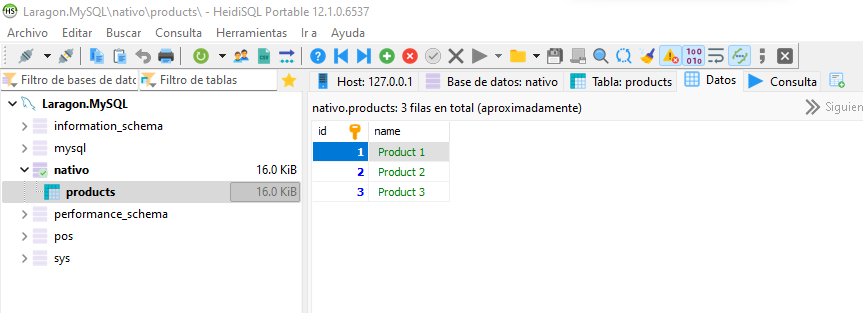 Laragon.MySQL\nativo\products\ - HeidiSQL Portable 12.1.0.6537
Archivo Editar Buscar Consulta Herramientas Ir a Ayuda
Filtro de bases de dato Filtro de tablas
Host: 127.0.0.1 Base de datos: nativo Tabla: products Datos Consulta
Laragon.MySQL
information_schema
mysql
nativo 16.0 KiB
products 16.0 KiB
performance_schema
pos
sys
nativo.products: 3 filas en total (aproximadamente) Siguien
id name
1 Product 1
2 Product 2
3 Product 3